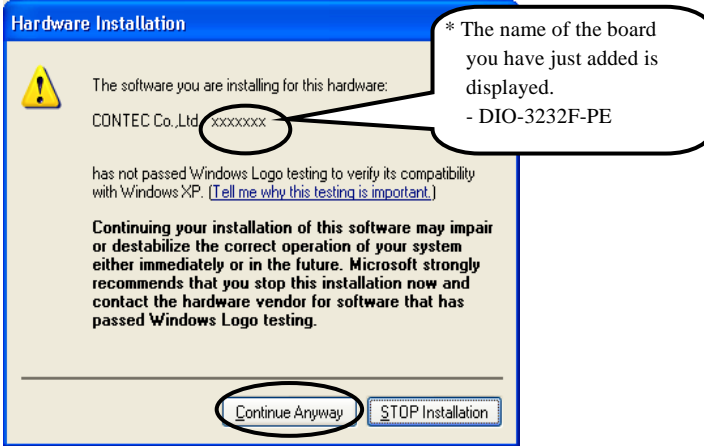 Hardware Installation
* The name of the board
you have just added is
displayed.
- DIO-3232F-PE
The software you are installing for this hardware:
CONTEC Co.,Ltd. xxxxxxx
has not passed Windows Logo testing to verify its compatibility
with Windows XP. (Tell me why this testing is important.)
Continuing your installation of this software may impair
or destabilize the correct operation of your system
either immediately or in the future. Microsoft strongly
recommends that you stop this installation now and
contact the hardware vendor for software that has
passed Windows Logo testing.
Continue Anyway
STOP Installation